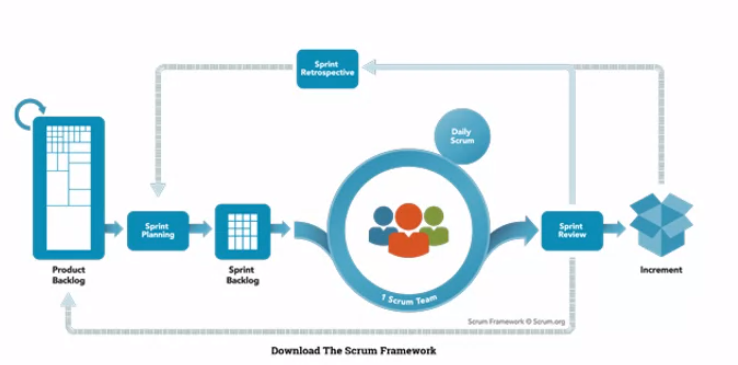 Sprint
Retrospective
Daily
Scrum
Sprint
Planning
Sprint
Review
Product
Backlog
Sprint
Backlog
1 Scrum Team
Increment
Scrum Framework © Scrum.org
Download The Scrum Framework